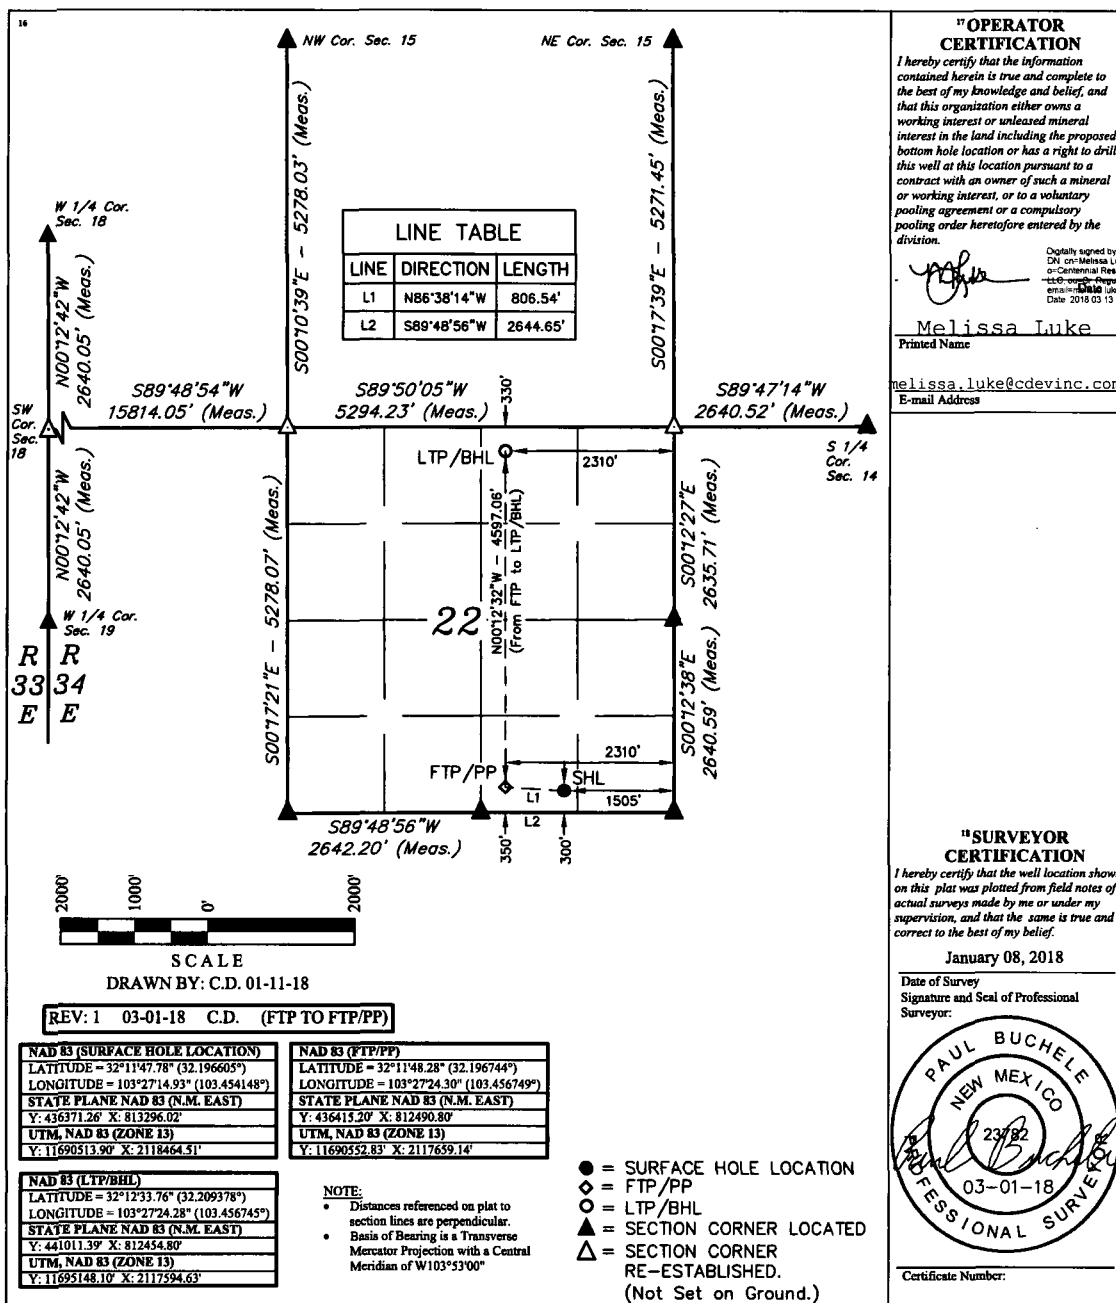 16
NW Cor. Sec. 15
NE Cor. Sec. 15
S00°10'39"E - 5278.03' (Meas.)
S00°17'39"E - 5271.45' (Meas.)
W 1/4 Cor.
Sec. 18
N00°12'42"W
2640.05' (Meas.)
LINE TABLE
LINE DIRECTION LENGTH
L1 N86°38'14"W 806.54'
L2 S89°48'56"W 2644.65'
S89°48'54"W
15814.05' (Meas.)
S89°50'05"W
5294.23' (Meas.)
330'
S89°47'14"W
2640.52' (Meas.)
SW
Cor.
Sec.
18
S 1/4
Cor.
Sec. 14
LTP/BHL
2310'
N00°12'42"W
2640.05' (Meas.)
W 1/4 Cor.
Sec. 19
S00°17'21"E - 5278.07' (Meas.)
N00°12'32"W - 4597.06'
(From FTP to LTP/BHL)
22
S00°12'27"E
2635.71' (Meas.)
S00°12'38"E
2640.59' (Meas.)
R R
33 34
E E
2310'
FTP/PP
SHL
L1
1505'
L2
S89°48'56"W
2642.20' (Meas.)
350'
300'
2000'
1000'
0'
2000'
SCALE
DRAWN BY: C.D. 01-11-18
REV: 1 03-01-18 C.D. (FTP TO FTP/PP)
NAD 83 (SURFACE HOLE LOCATION)
LATITUDE = 32°11'47.78" (32.196605°)
LONGITUDE = 103°27'14.93" (103.454148°)
STATE PLANE NAD 83 (N.M. EAST)
Y: 436371.26' X: 813296.02'
UTM, NAD 83 (ZONE 13)
Y: 11690513.90' X: 2118464.51'
NAD 83 (FTP/PP)
LATITUDE = 32°11'48.28" (32.196744°)
LONGITUDE = 103°27'24.30" (103.456749°)
STATE PLANE NAD 83 (N.M. EAST)
Y: 436415.20' X: 812490.80'
UTM, NAD 83 (ZONE 13)
Y: 11690552.83' X: 2117659.14'
NAD 83 (LTP/BHL)
LATITUDE = 32°12'33.76" (32.209378°)
LONGITUDE = 103°27'24.28" (103.456745°)
STATE PLANE NAD 83 (N.M. EAST)
Y: 441011.39' X: 812454.80'
UTM, NAD 83 (ZONE 13)
Y: 11695148.10' X: 2117594.63'
NOTE:
• Distances referenced on plat to
section lines are perpendicular.
• Basis of Bearing is a Transverse
Mercator Projection with a Central
Meridian of W103°53'00"
= SURFACE HOLE LOCATION
= FTP/PP
= LTP/BHL
= SECTION CORNER LOCATED
= SECTION CORNER
RE-ESTABLISHED.
(Not Set on Ground.)
17 OPERATOR
CERTIFICATION
I hereby certify that the information
contained herein is true and complete to
the best of my knowledge and belief, and
that this organization either owns a
working interest or unleased mineral
interest in the land including the proposed
bottom hole location or has a right to drill
this well at this location pursuant to a
contract with an owner of such a mineral
or working interest, or to a voluntary
pooling agreement or a compulsory
pooling order heretofore entered by the
division.
Digitally signed by
DN cn=Melissa Lu
o=Centennial Res
Date
Date 2018 03 13
Melissa Luke
Printed Name
melissa.luke@cdevinc.com
E-mail Address
18 SURVEYOR
CERTIFICATION
I hereby certify that the well location show
on this plat was plotted from field notes of
actual surveys made by me or under my
supervision, and that the same is true and
correct to the best of my belief.
January 08, 2018
Date of Survey
Signature and Seal of Professional
Surveyor:
PAUL BUCHELE
NEW MEXICO
23782
03-01-18
PROFESSIONAL SURVEYOR
Certificate Number: